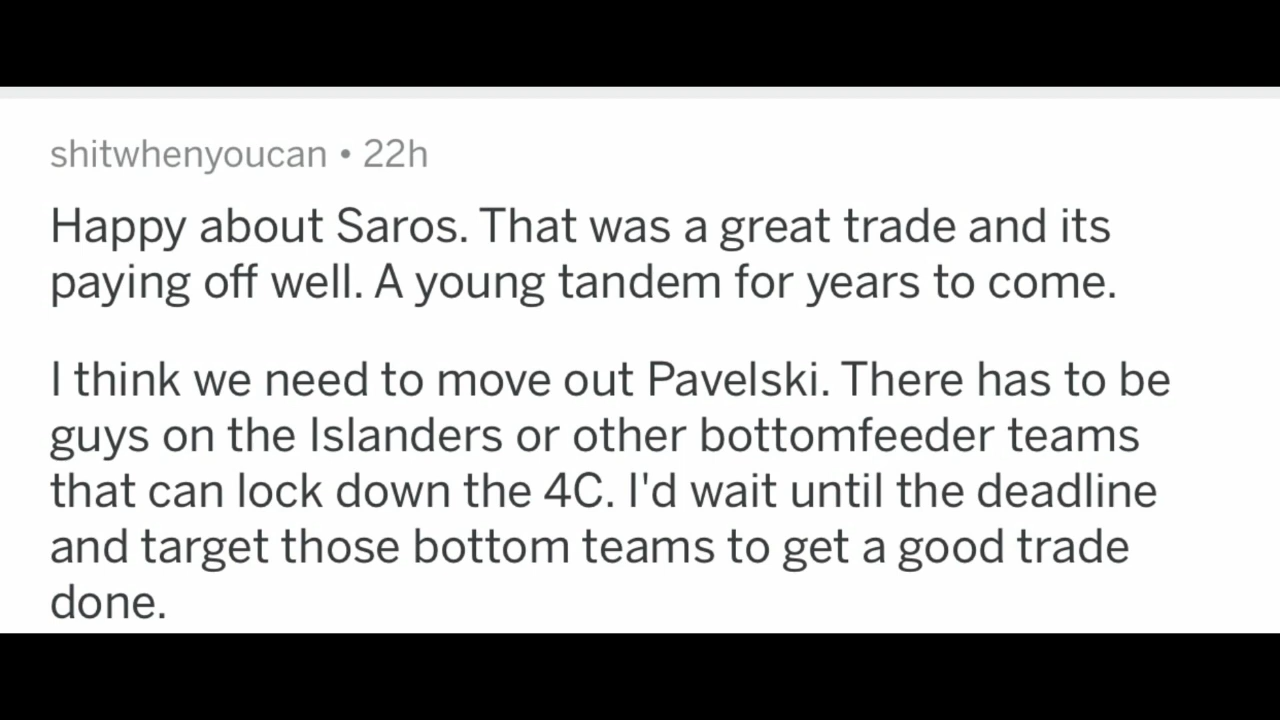 shitwhenyoucan • 22h
Happy about Saros. That was a great trade and its
paying off well. A young tandem for years to come.
I think we need to move out Pavelski. There has to be
guys on the Islanders or other bottomfeeder teams
that can lock down the 4C. I'd wait until the deadline
and target those bottom teams to get a good trade
done.